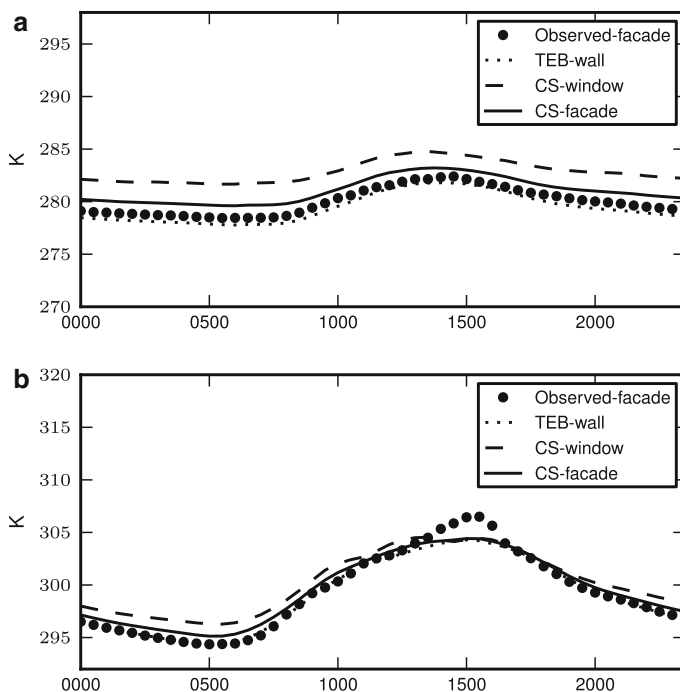 a
295
290
285
280
275
270
K
Observed-facade
TEB-wall
CS-window
CS-facade
0000 0500 1000 1500 2000
b
320
315
310
305
300
295
K
Observed-facade
TEB-wall
CS-window
CS-facade
0000 0500 1000 1500 2000